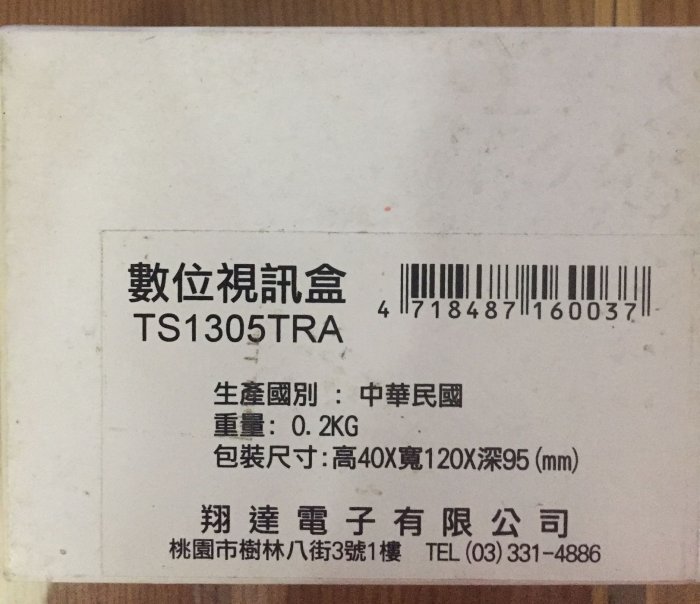 數位視訊盒
TS1305TRA
4 718487 160037
生產國別 : 中華民國
重量: 0.2KG
包裝尺寸:高40X寬120X深95(mm)
翔達電子有限公司
桃園市樹林八街3號1樓 TEL(03)331-4886